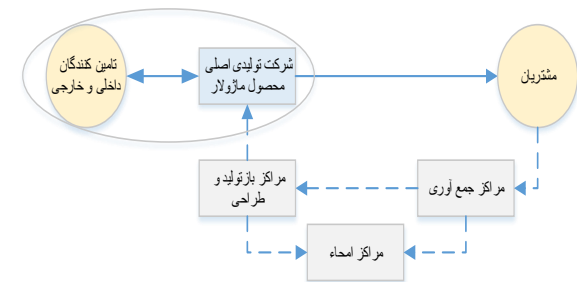 تامین کنندگان
داخلی و خارجی
شرکت تولیدی اصلی
محصول ماژولار
مشتریان
مراکز بازتولید و
طراحی
مراکز جمع آوری
مراکز امحاء